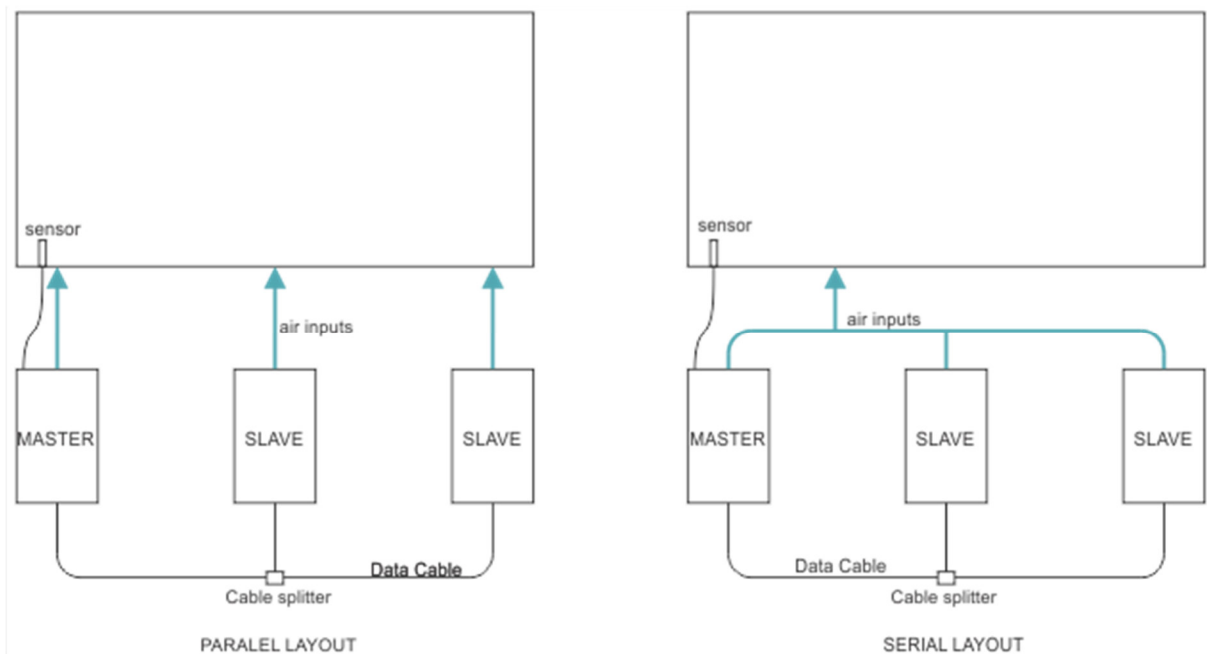 sensor
air inputs
MASTER
SLAVE
SLAVE
Data Cable
Cable splitter
PARALEL LAYOUT
sensor
air inputs
MASTER
SLAVE
SLAVE
Data Cable
Cable splitter
SERIAL LAYOUT